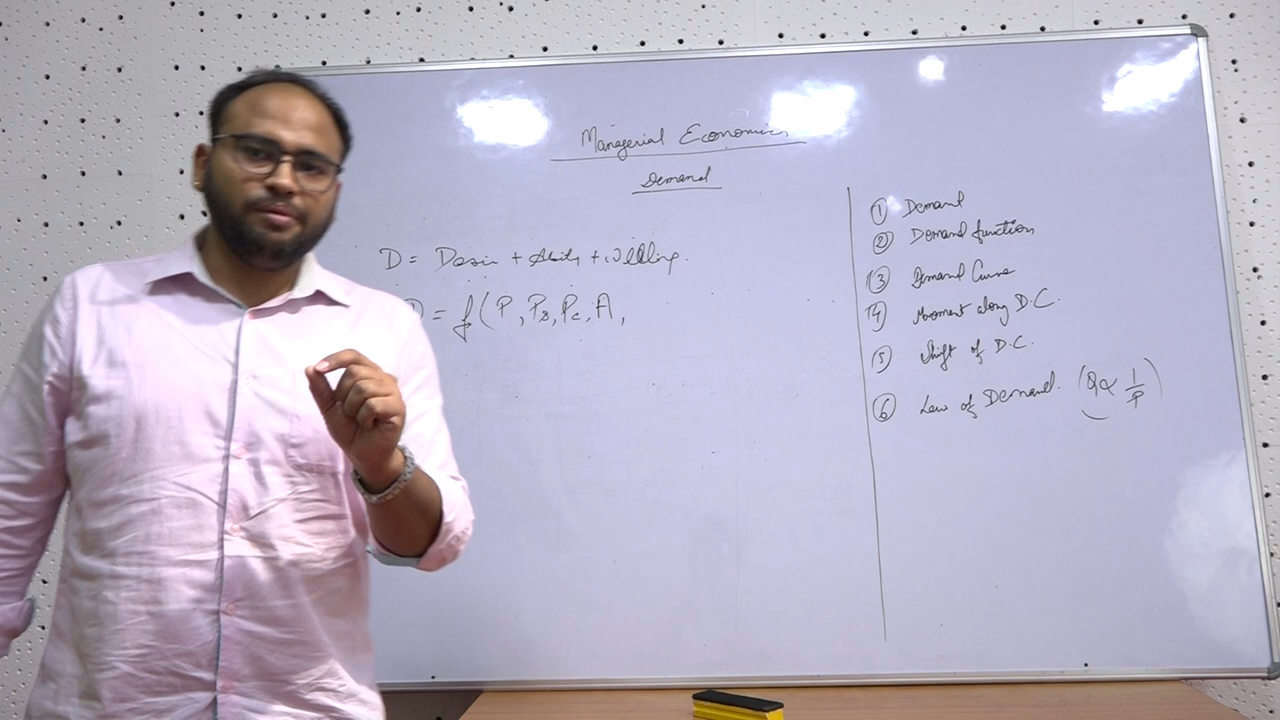 Managerial Economics
Demand
D = Desire + Ability + Willing.
D = f (P, Ps, Pc, A,
① Demand
② Demand function
③ Demand Curve
④ Moment along D.C.
⑤ Shift of D.C.
⑥ Law of Demand. (Q ∝ 1/P)